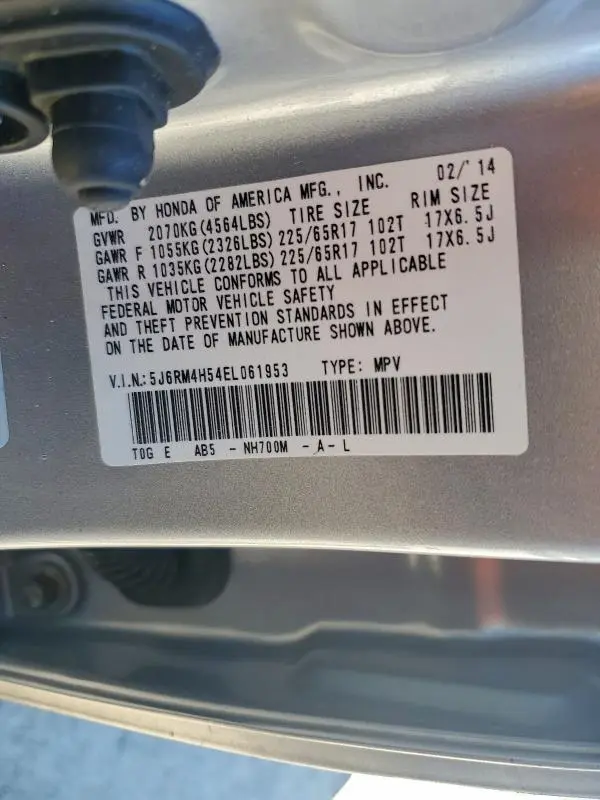 MFD. BY HONDA OF AMERICA MFG., INC. 02/'14
GVWR 2070KG(4564LBS) TIRE SIZE RIM SIZE
GAWR F 1055KG(2326LBS) 225/65R17 102T 17X6.5J
GAWR R 1035KG(2282LBS) 225/65R17 102T 17X6.5J
THIS VEHICLE CONFORMS TO ALL APPLICABLE
FEDERAL MOTOR VEHICLE SAFETY
AND THEFT PREVENTION STANDARDS IN EFFECT
ON THE DATE OF MANUFACTURE SHOWN ABOVE.
V.I.N.: 5J6RM4H54EL061953 TYPE: MPV
T0G E AB5 - NH700M - A- L